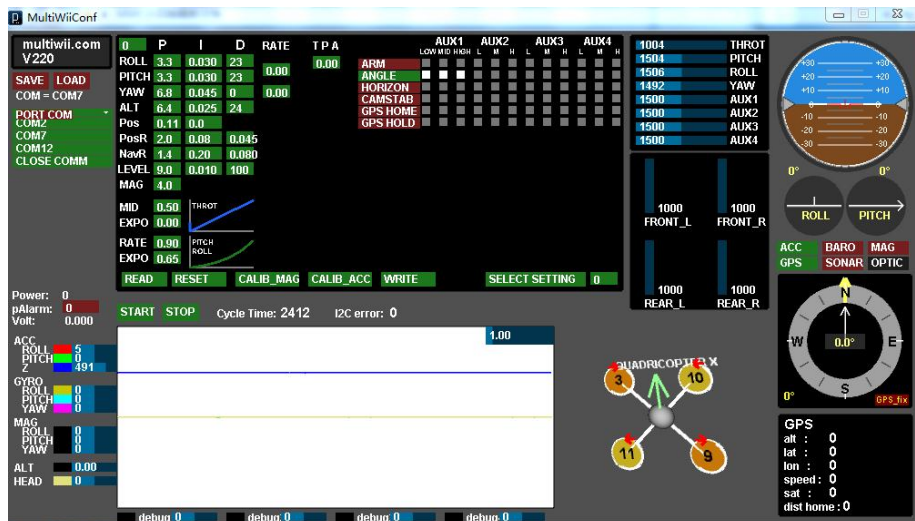 MultiWiiConf
multiwii.com
V220
SAVE LOAD
COM = COM7
PORT COM
COM2
COM7
COM12
CLOSE COMM
0 P I D RATE T P A
ROLL 3.3 0.030 23
PITCH 3.3 0.030 23
0.00 0.00
YAW 6.8 0.045 0 0.00
ALT 6.4 0.025 24
Pos 0.11 0.0
PosR 2.0 0.08 0.045
NavR 1.4 0.20 0.080
LEVEL 9.0 0.010 100
MAG 4.0
MID 0.50 THROT
EXPO 0.00
RATE 0.90 PITCH
EXPO 0.65 ROLL
AUX1 AUX2 AUX3 AUX4
LOW MID HIGH L M H L M H L M H
ARM
ANGLE
HORIZON
CAMSTAB
GPS HOME
GPS HOLD
READ RESET CALIB_MAG CALIB_ACC WRITE SELECT SETTING 0
1004 THROT
1504 PITCH
1506 ROLL
1492 YAW
1500 AUX1
1500 AUX2
1500 AUX3
1500 AUX4
1000 1000
FRONT_L FRONT_R
1000 1000
REAR_L REAR_R
+30 +30
+20 +20
+10 +10
0 0
-10 -10
-20 -20
-30 -30
0° 0°
ROLL PITCH
ACC BARO MAG
GPS SONAR OPTIC
N
W 0.0° E
S
0° GPS_fix
Power: 0
pAlarm: 0
Volt: 0.000
START STOP Cycle Time: 2412 I2C error: 0
1.00
ACC
ROLL 5
PITCH 0
Z 491
GYRO
ROLL 0
PITCH 0
YAW 0
MAG
ROLL 0
PITCH 0
YAW 0
ALT 0.00
HEAD 0
debug 0 debug 0 debug 0 debug 0
QUADRICOPTER X
3 10
11 9
GPS
alt : 0
lat : 0
lon : 0
speed : 0
sat : 0
dist home : 0